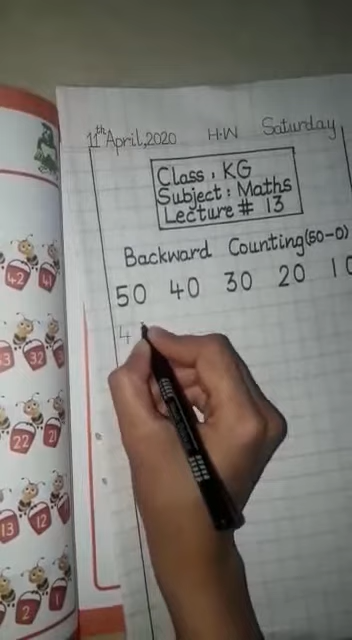 11th April, 2020 H.W Saturday
Class : KG
Subject : Maths
Lecture # 13
Backward Counting (50-0)
50 40 30 20 10
4
42 41
33 32 3
22 21
13 12
2 1